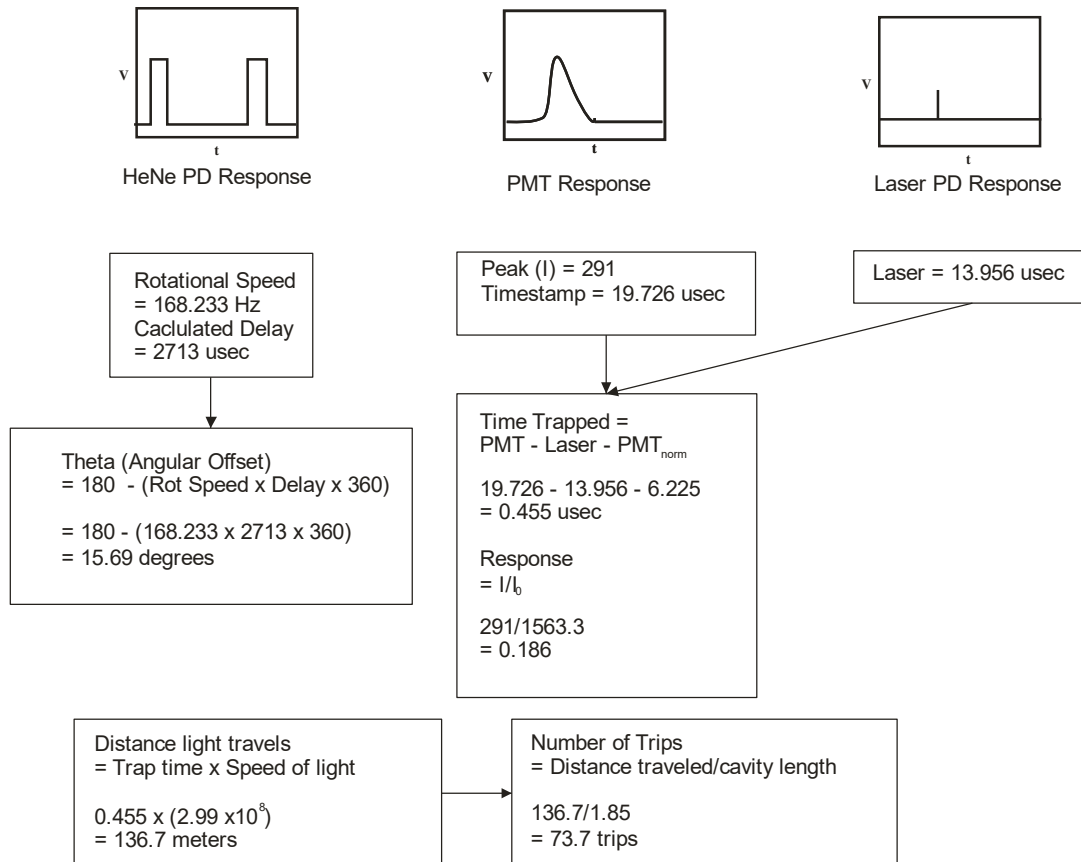 V
t
HeNe PD Response
V
t
PMT Response
V
t
Laser PD Response
Rotational Speed
= 168.233 Hz
Caclulated Delay
= 2713 usec
Peak (I) = 291
Timestamp = 19.726 usec
Laser = 13.956 usec
Theta (Angular Offset)
= 180 - (Rot Speed x Delay x 360)
= 180 - (168.233 x 2713 x 360)
= 15.69 degrees
Time Trapped =
PMT - Laser - PMTnorm
19.726 - 13.956 - 6.225
= 0.455 usec
Response
= I/I0
291/1563.3
= 0.186
Distance light travels
= Trap time x Speed of light
0.455 x (2.99 x10^8)
= 136.7 meters
Number of Trips
= Distance traveled/cavity length
136.7/1.85
= 73.7 trips